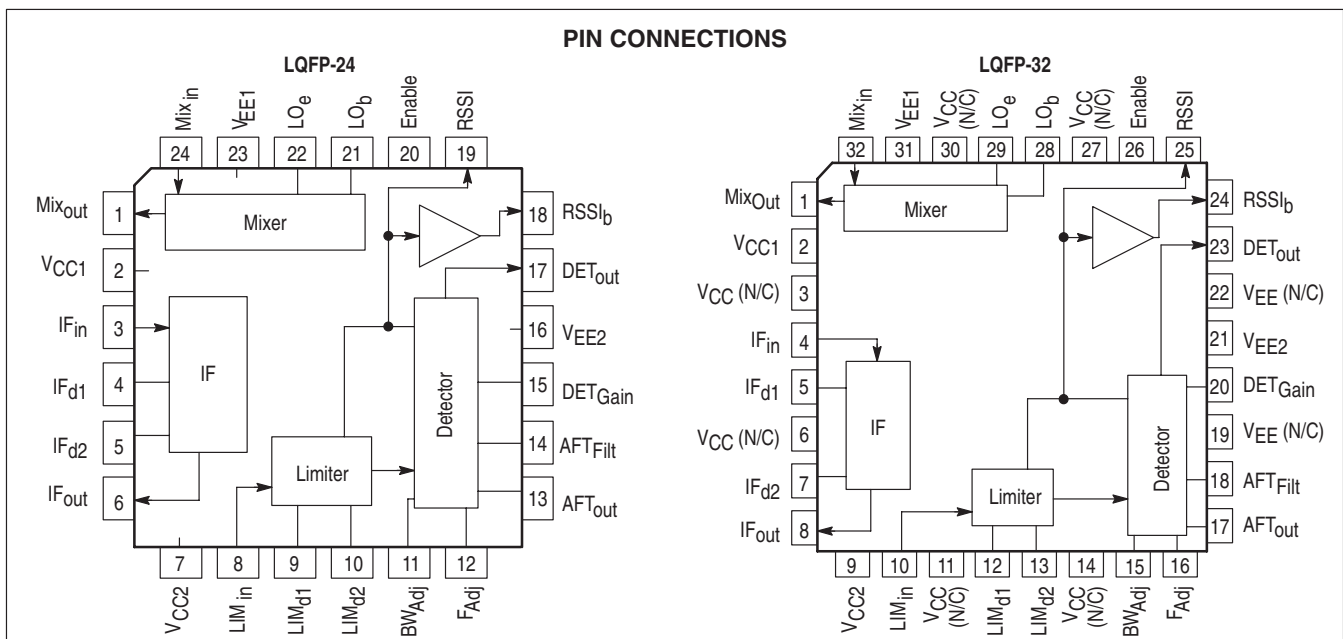 PIN CONNECTIONS
LQFP-24
Mixin
VEE1
LOe
LOb
Enable
RSSI
24
23
22
21
20
19
Mixout
1
Mixer
18
RSSIb
VCC1
2
17
DETout
IFin
3
16
VEE2
IFd1
4
IF
15
DETGain
Detector
IFd2
5
14
AFTFilt
Limiter
IFout
6
13
AFTout
7
8
9
10
11
12
VCC2
LIMin
LIMd1
LIMd2
BWAdj
FAdj
LQFP-32
Mixin
VEE1
VCC
(N/C)
LOe
LOb
VCC
(N/C)
Enable
RSSI
32
31
30
29
28
27
26
25
MixOut
1
Mixer
24
RSSIb
VCC1
2
23
DETout
VCC (N/C)
3
22
VEE (N/C)
IFin
4
21
VEE2
IFd1
5
20
DETGain
IF
VCC (N/C)
6
19
VEE (N/C)
Detector
IFd2
7
18
AFTFilt
Limiter
IFout
8
17
AFTout
9
10
11
12
13
14
15
16
VCC2
LIMin
VCC
(N/C)
LIMd1
LIMd2
VCC
(N/C)
BWAdj
FAdj